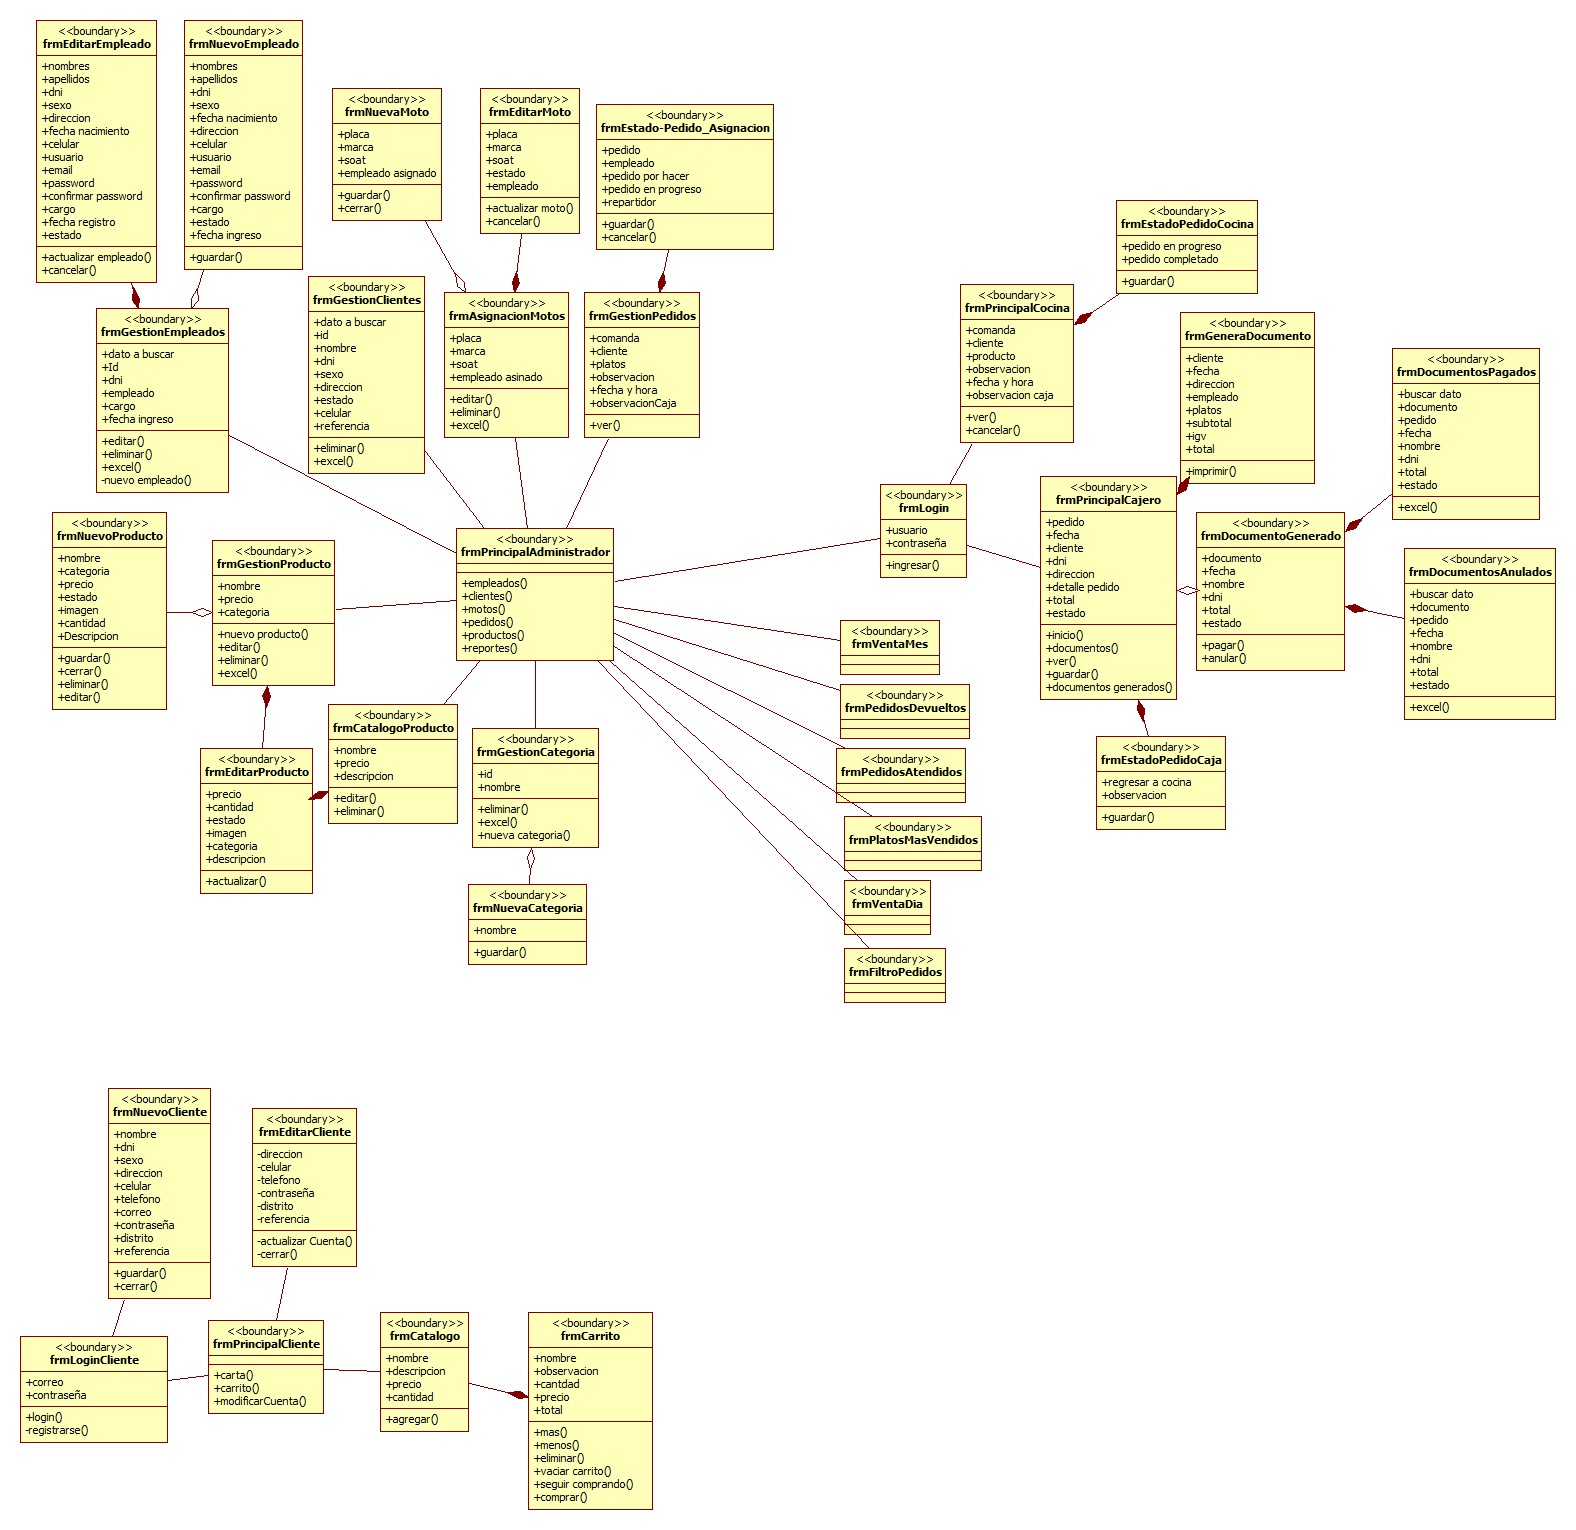 <<boundary>>
frmEditarEmpleado
+nombres
+apellidos
+dni
+sexo
+direccion
+fecha nacimiento
+celular
+usuario
+email
+password
+confirmar password
+cargo
+fecha registro
+estado
+actualizar empleado()
+cancelar()
<<boundary>>
frmNuevoEmpleado
+nombres
+apellidos
+dni
+sexo
+fecha nacimiento
+direccion
+celular
+usuario
+email
+password
+confirmar password
+cargo
+estado
+fecha ingreso
+guardar()
<<boundary>>
frmNuevaMoto
+placa
+marca
+soat
+empleado asignado
+guardar()
+cerrar()
<<boundary>>
frmEditarMoto
+placa
+marca
+soat
+estado
+empleado
+actualizar moto()
+cancelar()
<<boundary>>
frmEstado-Pedido_Asignacion
+pedido
+empleado
+pedido por hacer
+pedido en progreso
+repartidor
+guardar()
+cancelar()
<<boundary>>
frmEstadoPedidoCocina
+pedido en progreso
+pedido completado
+guardar()
<<boundary>>
frmGestionEmpleados
+dato a buscar
+Id
+dni
+empleado
+cargo
+fecha ingreso
+editar()
+eliminar()
+excel()
-nuevo empleado()
<<boundary>>
frmGestionClientes
+dato a buscar
+id
+nombre
+dni
+sexo
+direccion
+estado
+celular
+referencia
+eliminar()
+excel()
<<boundary>>
frmAsignacionMotos
+placa
+marca
+soat
+empleado asinado
+editar()
+eliminar()
+excel()
<<boundary>>
frmGestionPedidos
+comanda
+cliente
+platos
+observacion
+fecha y hora
+observacionCaja
+ver()
<<boundary>>
frmPrincipalCocina
+comanda
+cliente
+producto
+observacion
+fecha y hora
+observacion caja
+ver()
+cancelar()
<<boundary>>
frmGeneraDocumento
+cliente
+fecha
+direccion
+empleado
+platos
+subtotal
+igv
+total
+imprimir()
<<boundary>>
frmDocumentosPagados
+buscar dato
+documento
+pedido
+fecha
+nombre
+dni
+total
+estado
+excel()
<<boundary>>
frmLogin
+usuario
+contraseña
+ingresar()
<<boundary>>
frmPrincipalCajero
+pedido
+fecha
+cliente
+dni
+direccion
+detalle pedido
+total
+estado
+inicio()
+documentos()
+ver()
+guardar()
+documentos generados()
<<boundary>>
frmDocumentoGenerado
+documento
+fecha
+nombre
+dni
+total
+estado
+pagar()
+anular()
<<boundary>>
frmDocumentosAnulados
+buscar dato
+documento
+pedido
+fecha
+nombre
+dni
+total
+estado
+excel()
<<boundary>>
frmNuevoProducto
+nombre
+categoria
+precio
+estado
+imagen
+cantidad
+Descripcion
+guardar()
+cerrar()
+eliminar()
+editar()
<<boundary>>
frmGestionProducto
+nombre
+precio
+categoria
+nuevo producto()
+editar()
+eliminar()
+excel()
<<boundary>>
frmPrincipalAdministrador
+empleados()
+clientes()
+motos()
+pedidos()
+productos()
+reportes()
<<boundary>>
frmVentaMes
<<boundary>>
frmPedidosDevueltos
<<boundary>>
frmPedidosAtendidos
<<boundary>>
frmPlatosMasVendidos
<<boundary>>
frmVentaDia
<<boundary>>
frmFiltroPedidos
<<boundary>>
frmEstadoPedidoCaja
+regresar a cocina
+observacion
+guardar()
<<boundary>>
frmCatalogoProducto
+nombre
+precio
+descripcion
+editar()
+eliminar()
<<boundary>>
frmGestionCategoria
+id
+nombre
+eliminar()
+excel()
+nueva categoria()
<<boundary>>
frmEditarProducto
+precio
+cantidad
+estado
+imagen
+categoria
+descripcion
+actualizar()
<<boundary>>
frmNuevaCategoria
+nombre
+guardar()
<<boundary>>
frmNuevoCliente
+nombre
+dni
+sexo
+direccion
+celular
+telefono
+correo
+contraseña
+distrito
+referencia
+guardar()
+cerrar()
<<boundary>>
frmEditarCliente
-direccion
-celular
-telefono
-contraseña
-distrito
-referencia
-actualizar Cuenta()
-cerrar()
<<boundary>>
frmLoginCliente
+correo
+contraseña
+login()
-registrarse()
<<boundary>>
frmPrincipalCliente
+carta()
+carrito()
+modificarCuenta()
<<boundary>>
frmCatalogo
+nombre
+descripcion
+precio
+cantidad
+agregar()
<<boundary>>
frmCarrito
+nombre
+observacion
+cantdad
+precio
+total
+mas()
+menos()
+eliminar()
+vaciar carrito()
+seguir comprando()
+comprar()